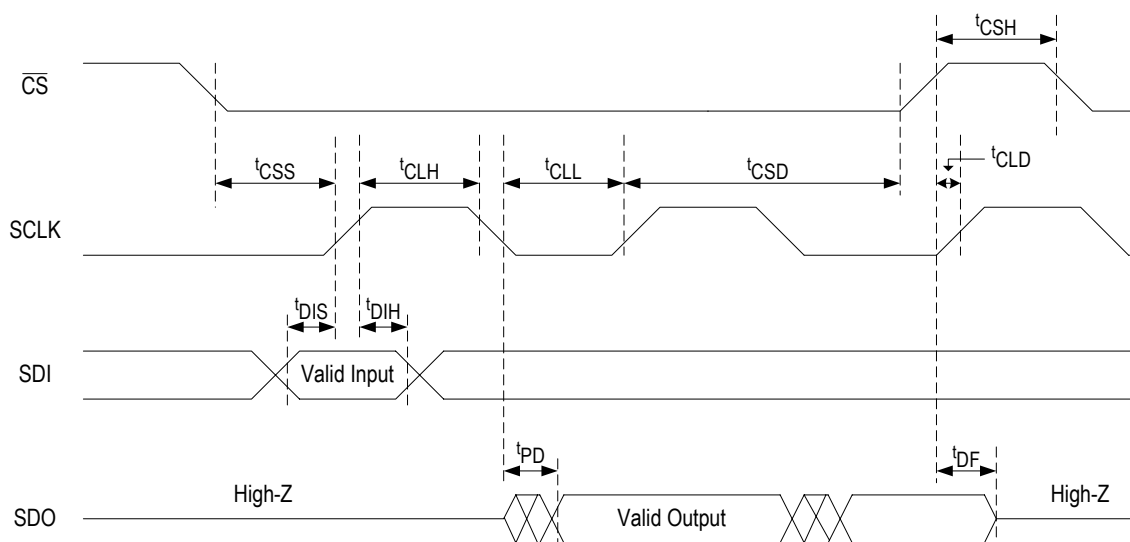 tCSH
CS
tCLD
tCSS
tCLH
tCLL
tCSD
SCLK
tDIS
tDIH
SDI
Valid Input
tPD
tDF
High-Z
High-Z
SDO
Valid Output